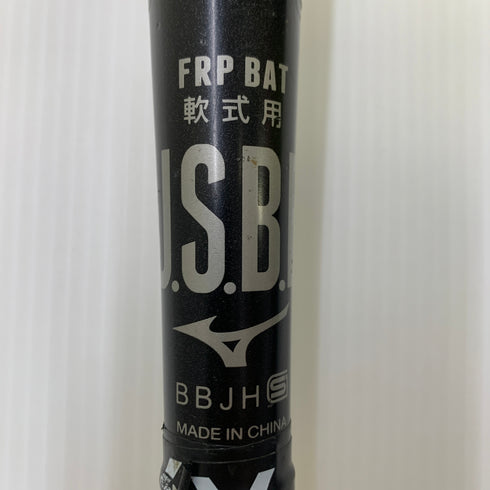 FRP BAT
軟式用
J.S.B.B
BBJH S
MADE IN CHINA